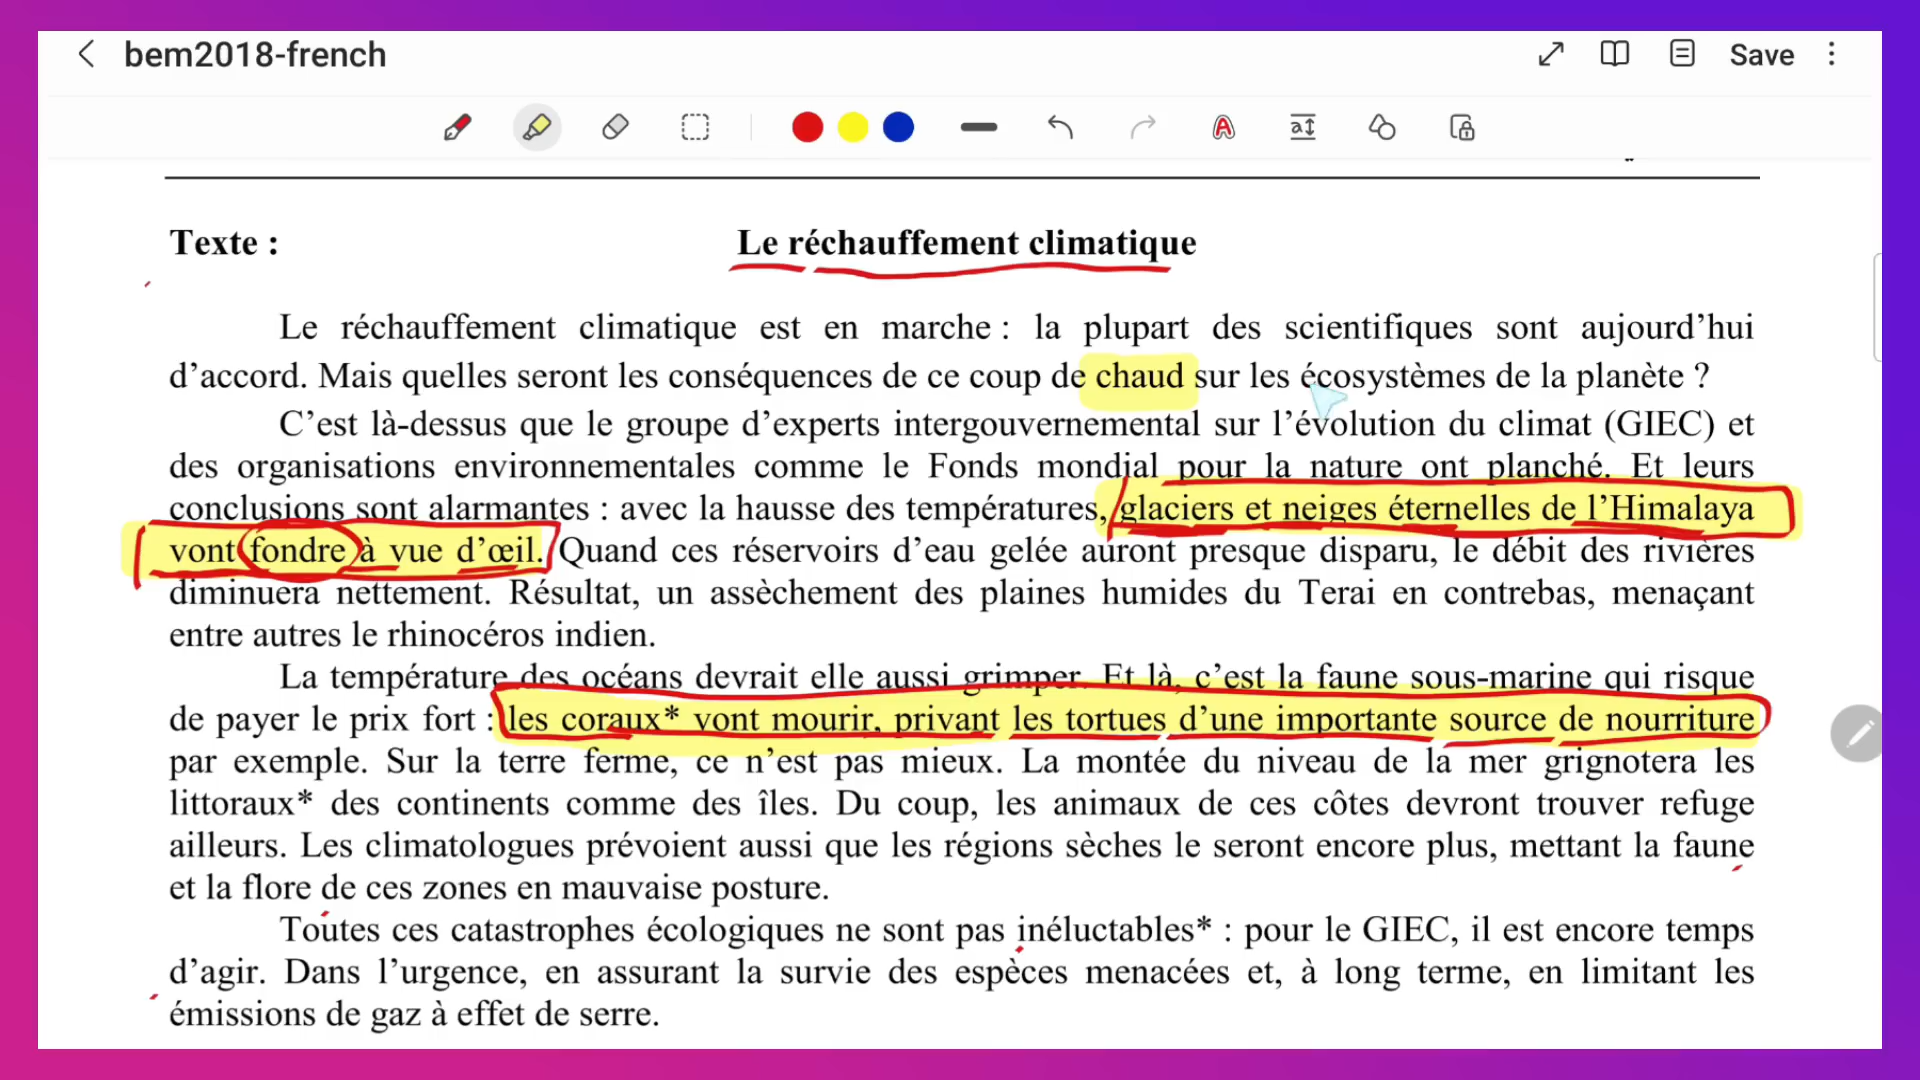 bem2018-french
Save
Texte :
Le réchauffement climatique
Le réchauffement climatique est en marche : la plupart des scientifiques sont aujourd’hui
d’accord. Mais quelles seront les conséquences de ce coup de chaud sur les écosystèmes de la planète ?
C’est là-dessus que le groupe d’experts intergouvernemental sur l’évolution du climat (GIEC) et
des organisations environnementales comme le Fonds mondial pour la nature ont planché. Et leurs
conclusions sont alarmantes : avec la hausse des températures, glaciers et neiges éternelles de l’Himalaya
vont fondre à vue d’œil. Quand ces réservoirs d’eau gelée auront presque disparu, le débit des rivières
diminuera nettement. Résultat, un assèchement des plaines humides du Terai en contrebas, menaçant
entre autres le rhinocéros indien.
La température des océans devrait elle aussi grimper. Et là, c’est la faune sous-marine qui risque
de payer le prix fort : les coraux* vont mourir, privant les tortues d’une importante source de nourriture
par exemple. Sur la terre ferme, ce n’est pas mieux. La montée du niveau de la mer grignotera les
littoraux* des continents comme des îles. Du coup, les animaux de ces côtes devront trouver refuge
ailleurs. Les climatologues prévoient aussi que les régions sèches le seront encore plus, mettant la faune
et la flore de ces zones en mauvaise posture.
Toutes ces catastrophes écologiques ne sont pas inéluctables* : pour le GIEC, il est encore temps
d’agir. Dans l’urgence, en assurant la survie des espèces menacées et, à long terme, en limitant les
émissions de gaz à effet de serre.